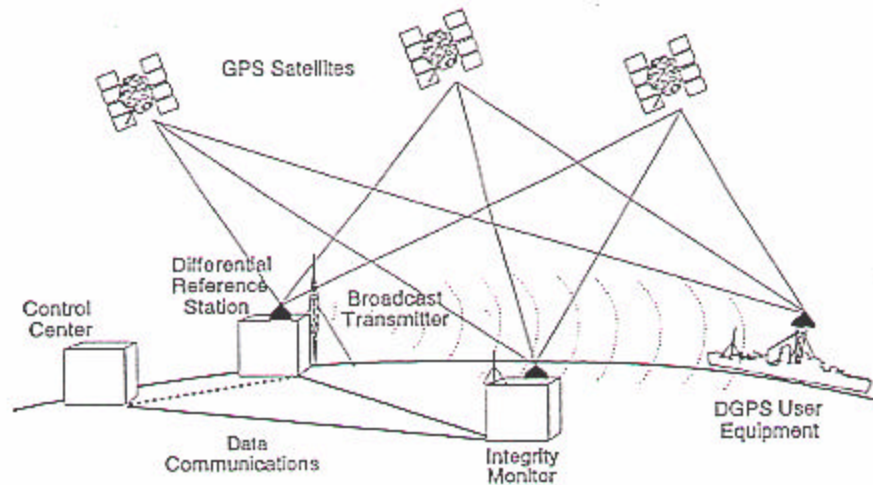 GPS Satellites
Differential
Reference
Station
Broadcast
Transmitter
Control
Center
DGPS User
Equipment
Data
Communications
Integrity
Monitor